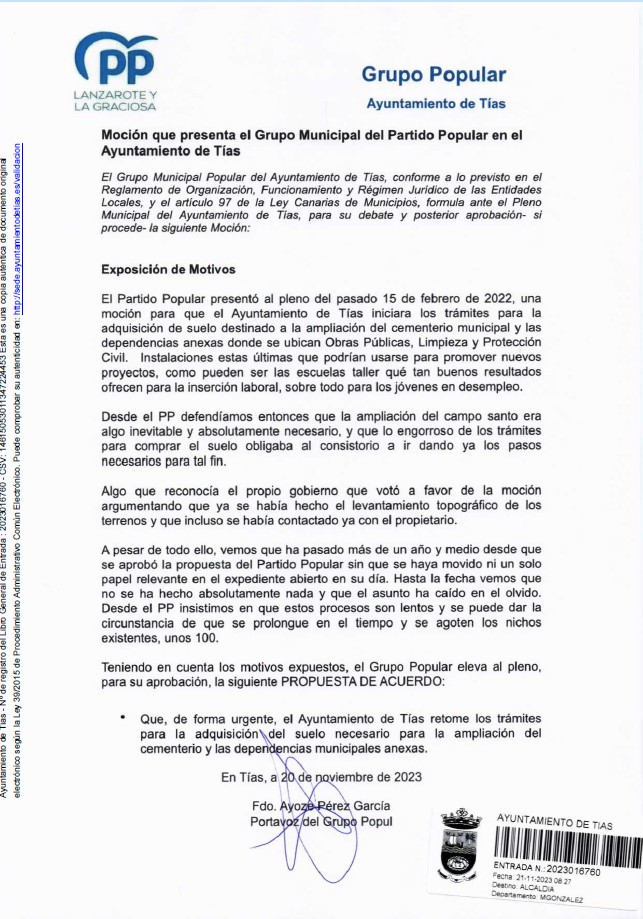 PP
LANZAROTE Y
LA GRACIOSA
Grupo Popular
Ayuntamiento de Tías
Moción que presenta el Grupo Municipal del Partido Popular en el
Ayuntamiento de Tías
El Grupo Municipal Popular del Ayuntamiento de Tías, conforme a lo previsto en el
Reglamento de Organización, Funcionamiento y Régimen Jurídico de las Entidades
Locales, y el artículo 97 de la Ley Canarias de Municipios, formula ante el Pleno
Municipal del Ayuntamiento de Tías, para su debate y posterior aprobación- si
procede- la siguiente Moción:
Exposición de Motivos
El Partido Popular presentó al pleno del pasado 15 de febrero de 2022, una
moción para que el Ayuntamiento de Tías iniciara los trámites para la
adquisición de suelo destinado a la ampliación del cementerio municipal y las
dependencias anexas donde se ubican Obras Públicas, Limpieza y Protección
Civil. Instalaciones estas últimas que podrían usarse para promover nuevos
proyectos, como pueden ser las escuelas taller qué tan buenos resultados
ofrecen para la inserción laboral, sobre todo para los jóvenes en desempleo.
Desde el PP defendíamos entonces que la ampliación del campo santo era
algo inevitable y absolutamente necesario, y que lo engorroso de los trámites
para comprar el suelo obligaba al consistorio a ir dando ya los pasos
necesarios para tal fin.
Algo que reconocía el propio gobierno que votó a favor de la moción
argumentando que ya se había hecho el levantamiento topográfico de los
terrenos y que incluso se había contactado ya con el propietario.
A pesar de todo ello, vemos que ha pasado más de un año y medio desde que
se aprobó la propuesta del Partido Popular sin que se haya movido ni un solo
papel relevante en el expediente abierto en su día. Hasta la fecha vemos que
no se ha hecho absolutamente nada y que el asunto ha caído en el olvido.
Desde el PP insistimos en que estos procesos son lentos y se puede dar la
circunstancia de que se prolongue en el tiempo y se agoten los nichos
existentes, unos 100.
Teniendo en cuenta los motivos expuestos, el Grupo Popular eleva al pleno,
para su aprobación, la siguiente PROPUESTA DE ACUERDO:
• Que, de forma urgente, el Ayuntamiento de Tías retome los trámites
para la adquisición del suelo necesario para la ampliación del
cementerio y las dependencias municipales anexas.
En Tías, a 20 de noviembre de 2023
Fdo. Ayoze Pérez García
Portavoz del Grupo Popul
AYUNTAMIENTO DE TIAS
ENTRADA N.: 2023016760
Fecha: 21-11-2023 08:27
Destino: ALCALDIA
Departamento: MGONZALEZ
Ayuntamiento de Tías - Nº de registro del Libro General de Entrada : 2023016760 - CSV: 14615053011347224453 Esta es una copia auténtica de documento original
electrónico según la Ley 39/2015 de Procedimiento Administrativo Común Electrónico. Puede comprobar su autenticidad en: http://sede.ayuntamientodetias.es/validacion